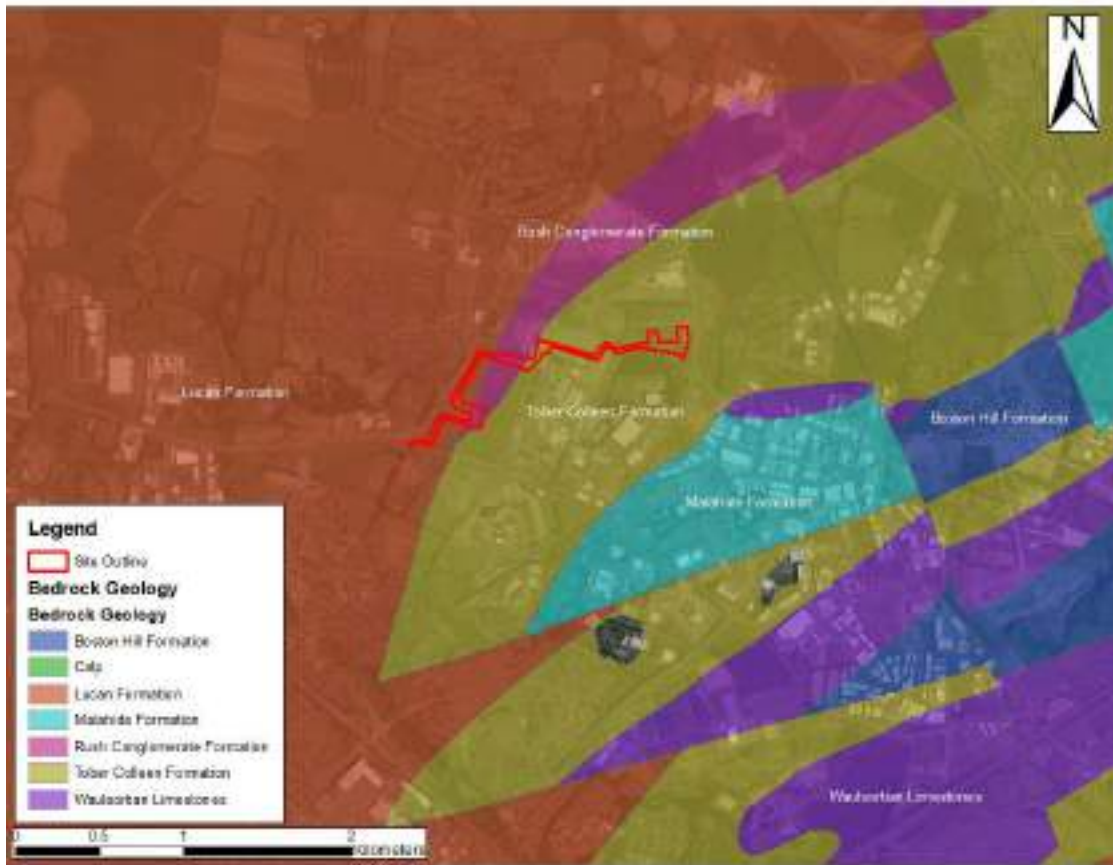 N
Rush Conglomerate Formation
Lucan Formation
Tober Colleen Formation
Boston Hill Formation
Malahide Formation
Waulsortian Limestones
Legend
Site Outline
Bedrock Geology
Bedrock Geology
Boston Hill Formation
Calp
Lucan Formation
Malahide Formation
Rush Conglomerate Formation
Tober Colleen Formation
Waulsortian Limestones
0 0.5 1 2
Kilometers